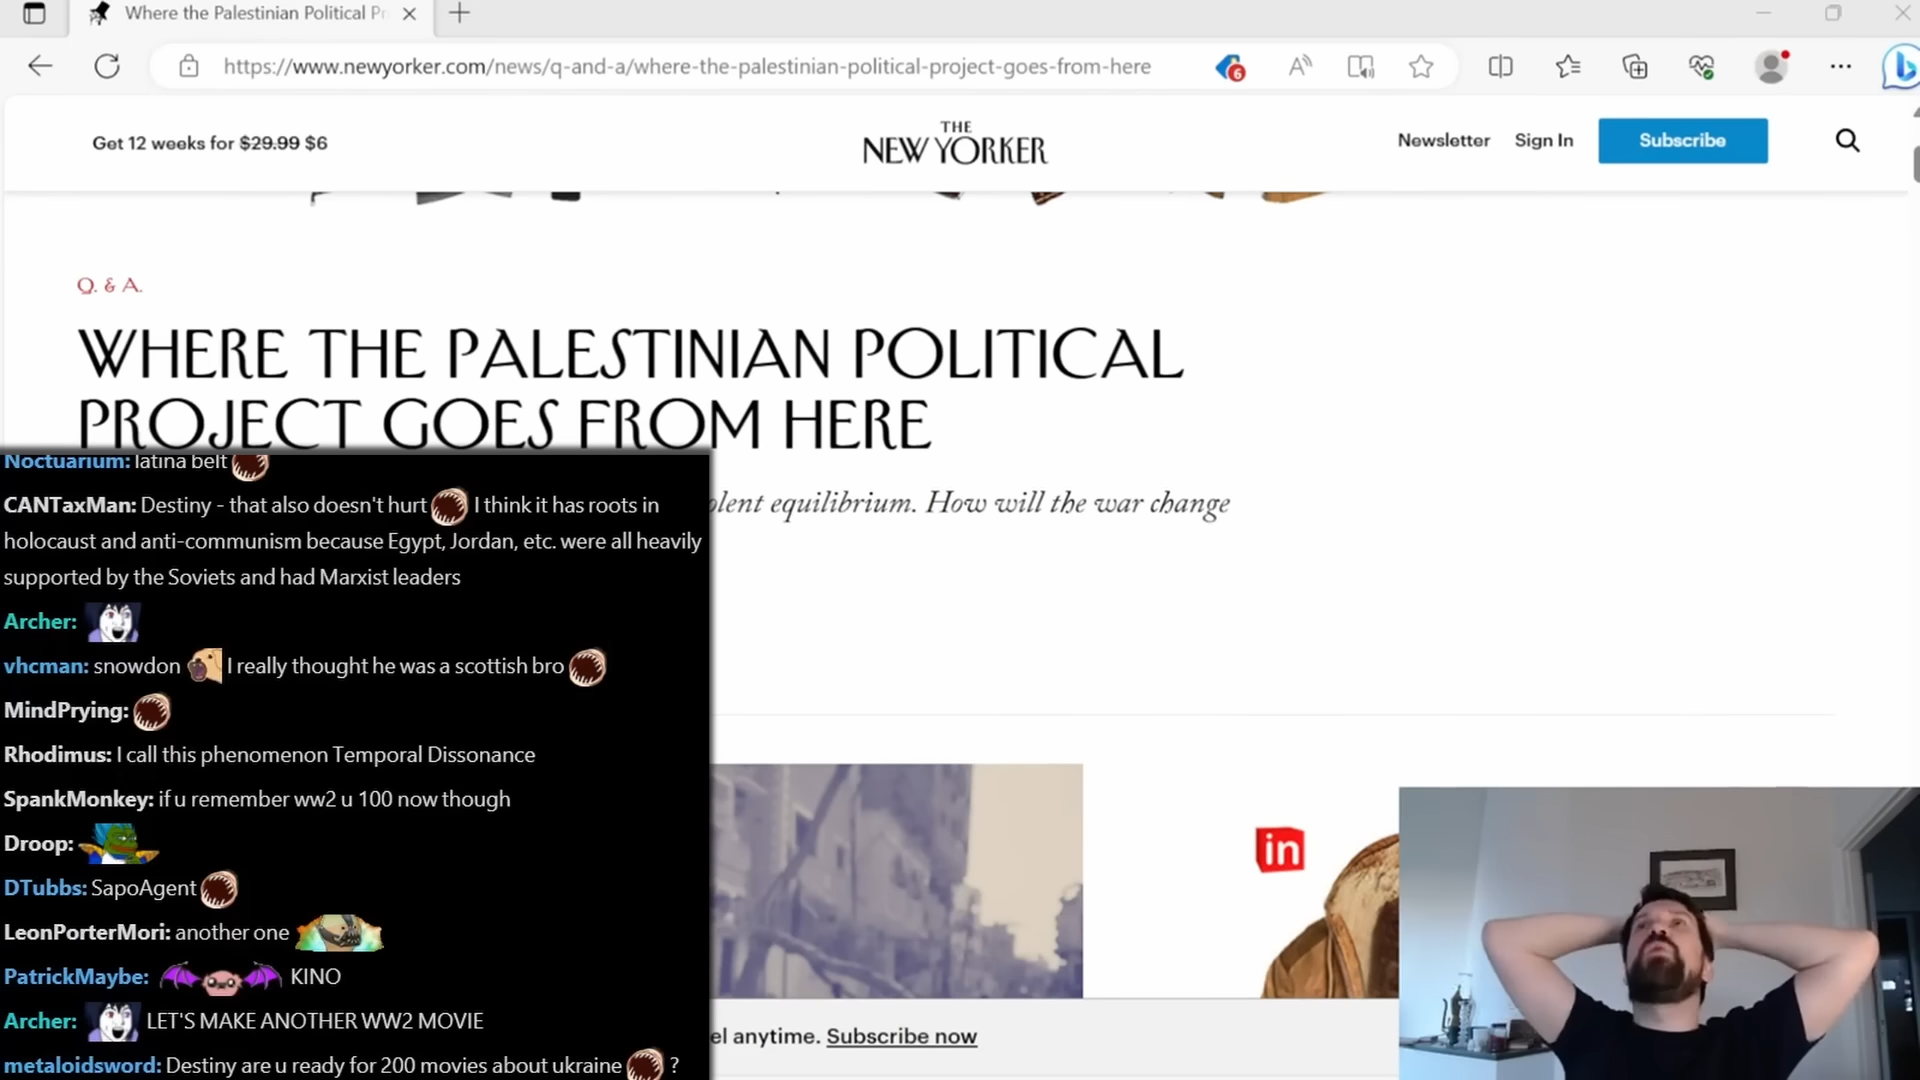 Where the Palestinian Political Pr
https://www.newyorker.com/news/q-and-a/where-the-palestinian-political-project-goes-from-here
6
Get 12 weeks for $29.99 $6
THE
NEW YORKER
Newsletter
Sign In
Subscribe
Q. & A.
WHERE THE PALESTINIAN POLITICAL
PROJECT GOES FROM HERE
equilibrium. How will the war change
Noctuarium: latina belt
CANTaxMan: Destiny - that also doesn't hurt I think it has roots in
holocaust and anti-communism because Egypt, Jordan, etc. were all heavily
supported by the Soviets and had Marxist leaders
Archer:
vhcman: snowdon I really thought he was a scottish bro
MindPrying:
Rhodimus: I call this phenomenon Temporal Dissonance
SpankMonkey: if u remember ww2 u 100 now though
Droop:
DTubbs: SapoAgent
LeonPorterMori: another one
PatrickMaybe: KINO
Archer: LET'S MAKE ANOTHER WW2 MOVIE
metaloidsword: Destiny are u ready for 200 movies about ukraine ?
in
el anytime. Subscribe now